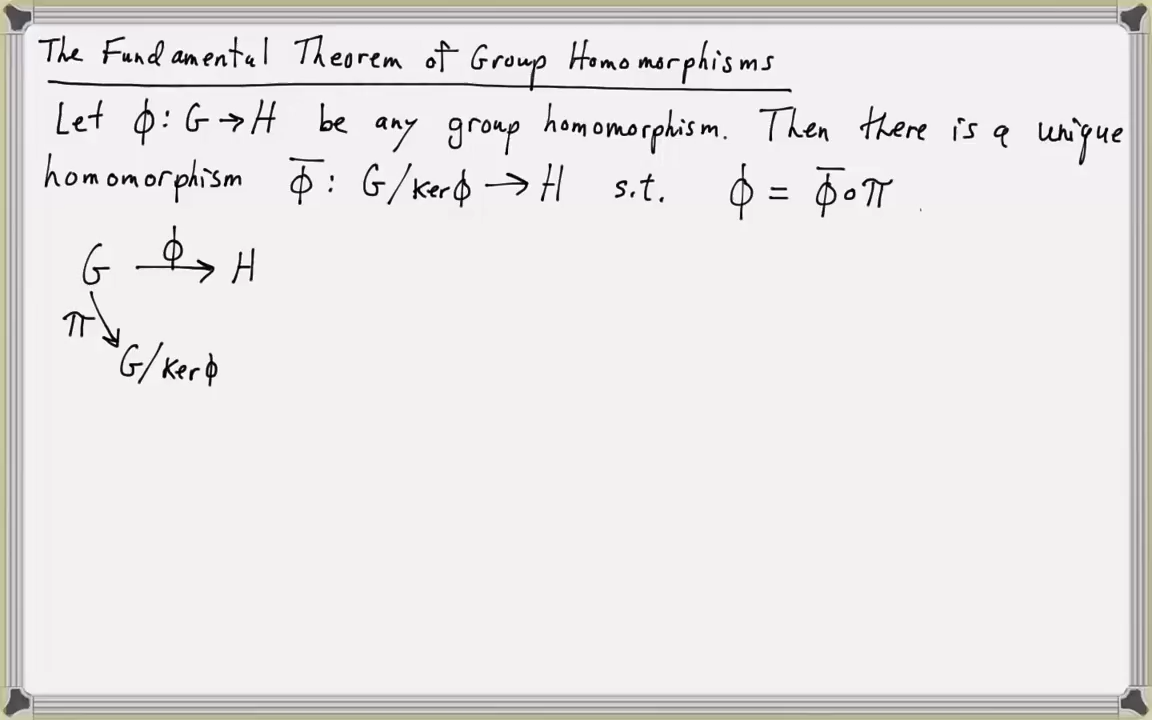 The Fundamental Theorem of Group Homomorphisms
Let ϕ: G → H be any group homomorphism. Then there is a unique
homomorphism ϕ̅ : G/kerϕ → H s.t. ϕ = ϕ̅∘π
G ϕ→ H
π
G/kerϕ